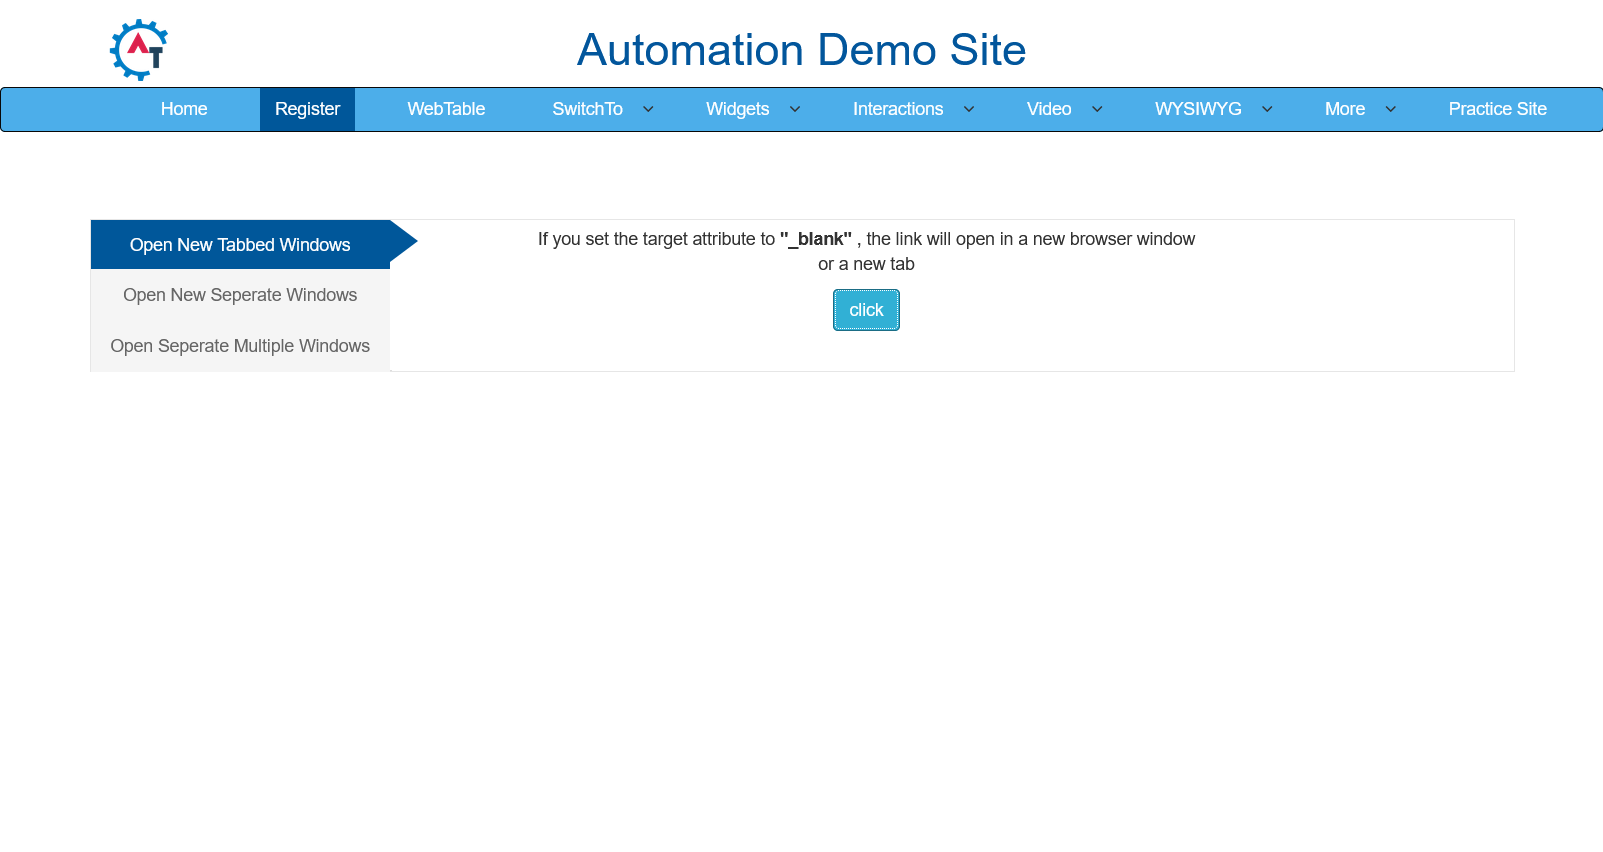 AT
Automation Demo Site
Home Register WebTable SwitchTo Widgets Interactions Video WYSIWYG More Practice Site
Open New Tabbed Windows
Open New Seperate Windows
Open Seperate Multiple Windows
If you set the target attribute to "_blank" , the link will open in a new browser window
or a new tab
click